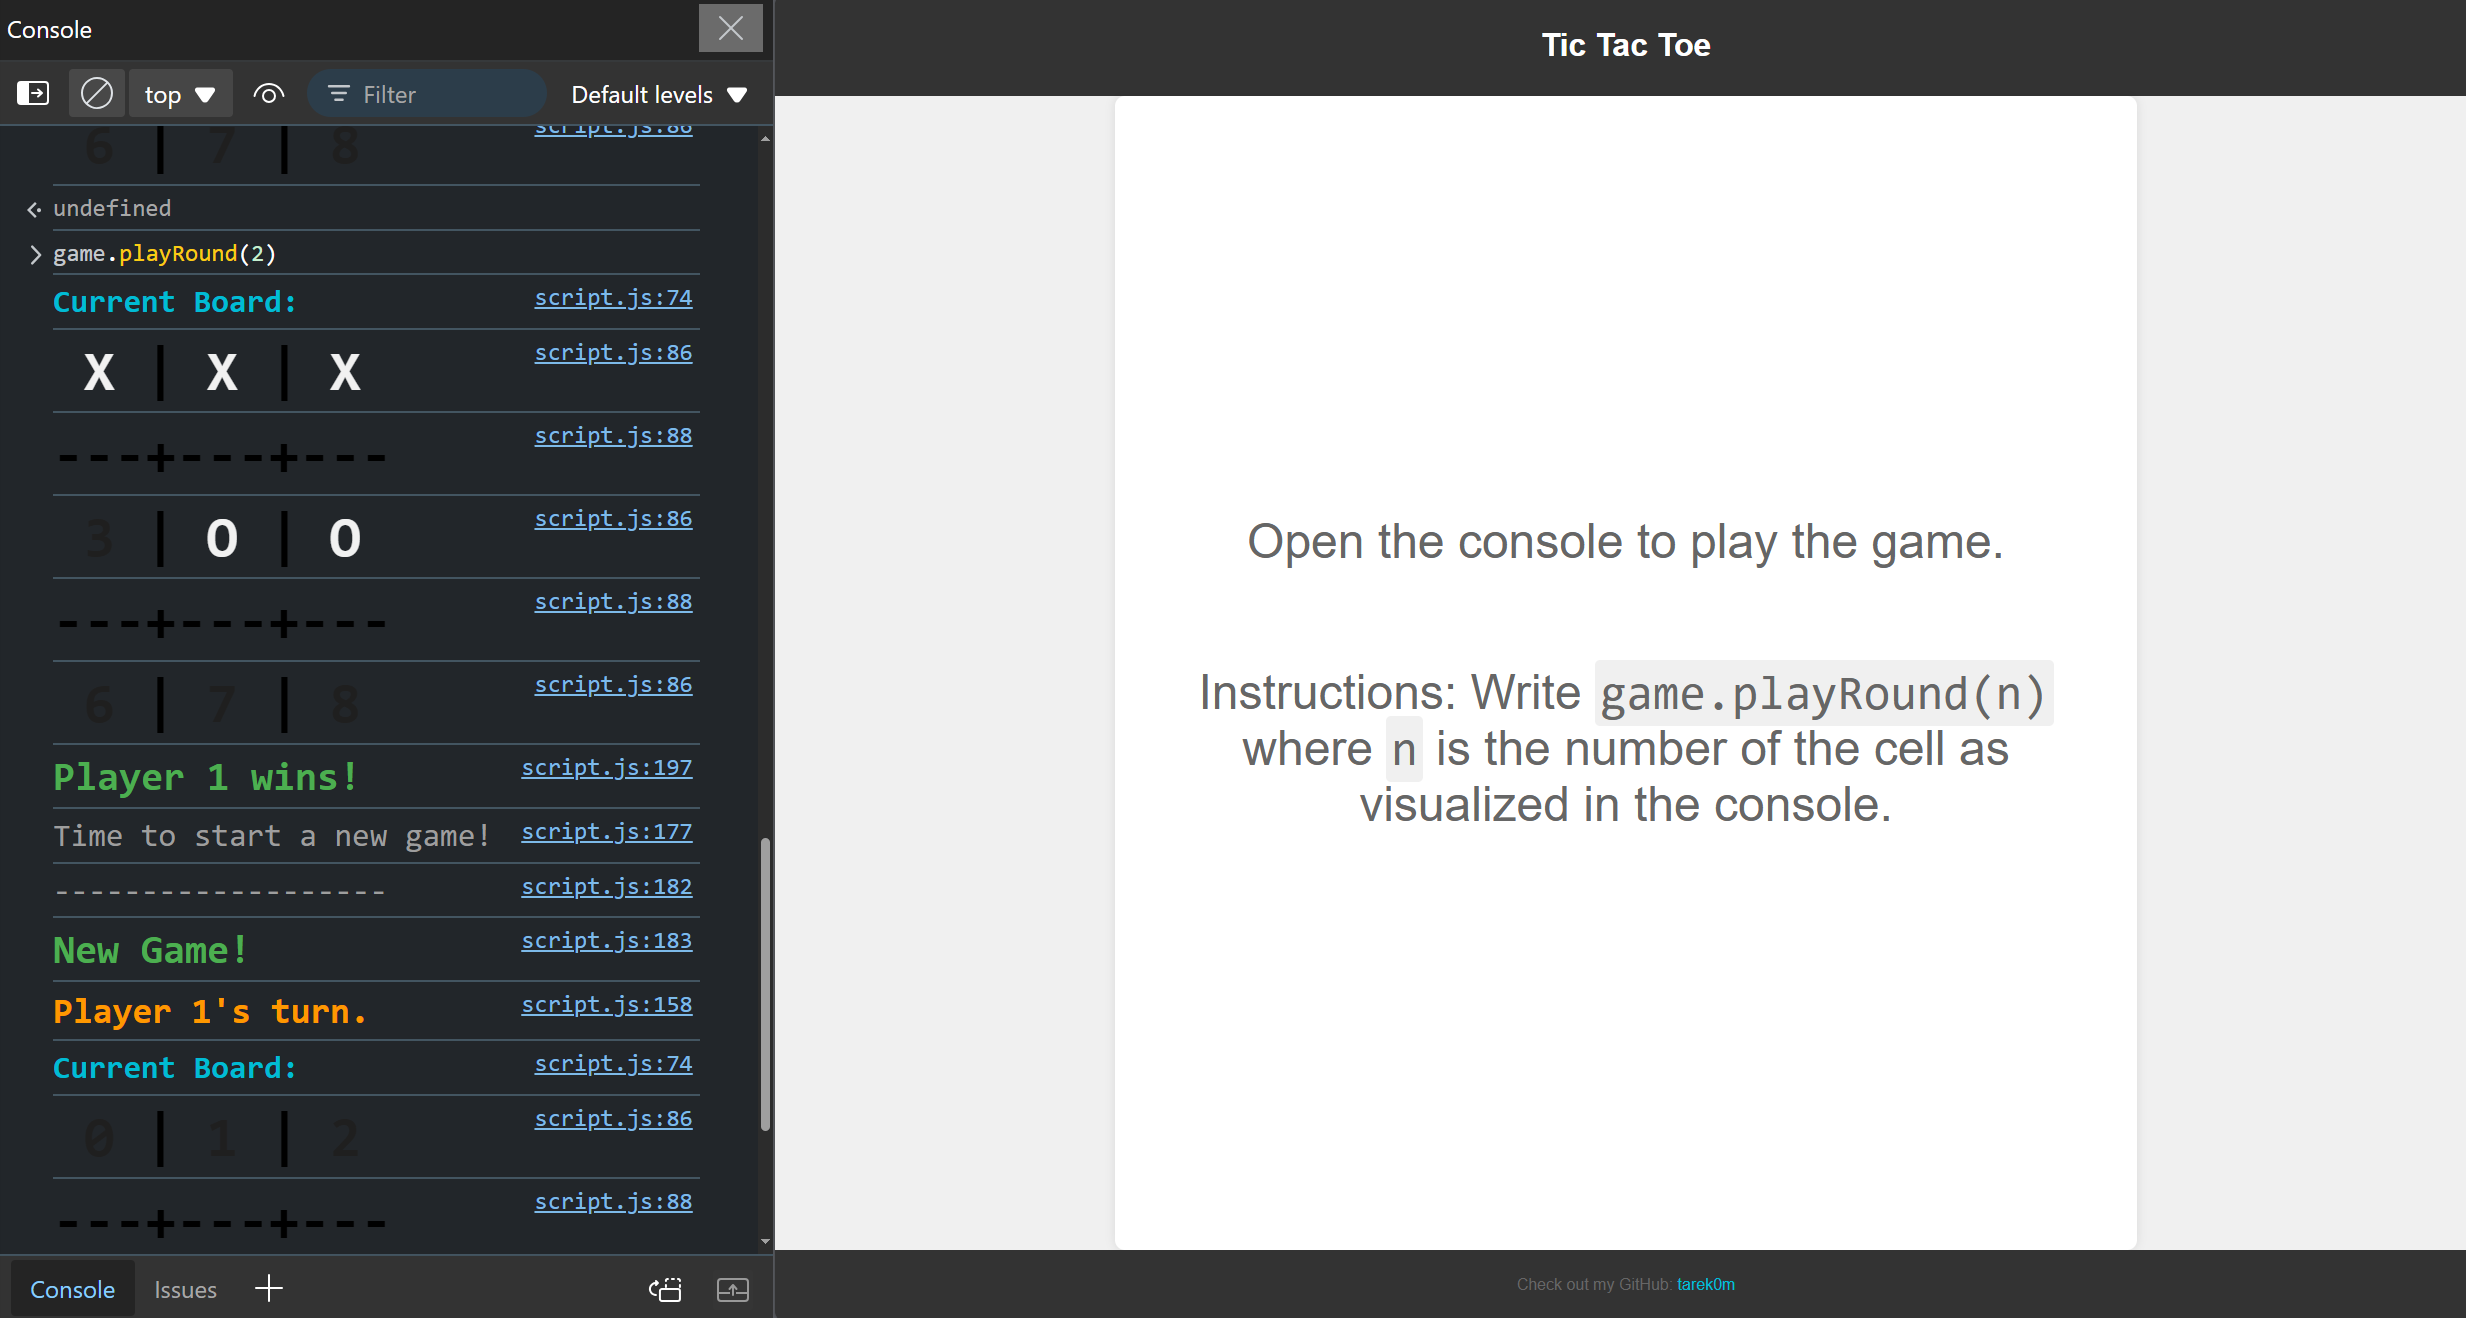 Console
top
Filter
Default levels
6 | 7 | 8 script.js:86
undefined
game.playRound(2)
Current Board: script.js:74
X | X | X script.js:86
---+---+--- script.js:88
3 | O | O script.js:86
---+---+--- script.js:88
6 | 7 | 8 script.js:86
Player 1 wins! script.js:197
Time to start a new game! script.js:177
------------------- script.js:182
New Game! script.js:183
Player 1's turn. script.js:158
Current Board: script.js:74
0 | 1 | 2 script.js:86
---+---+--- script.js:88
Console Issues
Tic Tac Toe
Open the console to play the game.
Instructions: Write game.playRound(n)
where n is the number of the cell as
visualized in the console.
Check out my GitHub: tarek0m